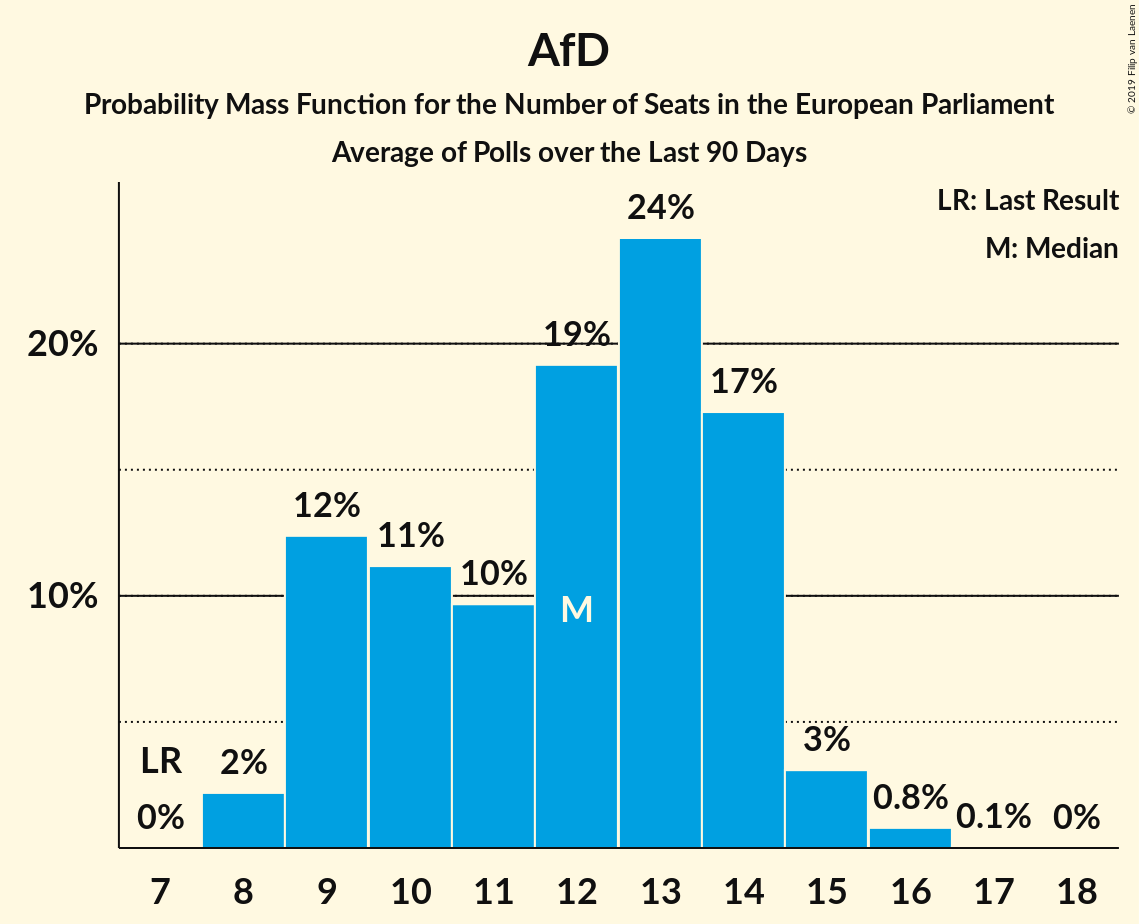 AfD
Probability Mass Function for the Number of Seats in the European Parliament
Average of Polls over the Last 90 Days
© 2019 Filip van Laenen
LR: Last Result
M: Median
24%
20%
19%
17%
12%
11%
10%
10%
M
LR
2%
3%
0%
0.8%
0.1%
0%
7 8 9 10 11 12 13 14 15 16 17 18